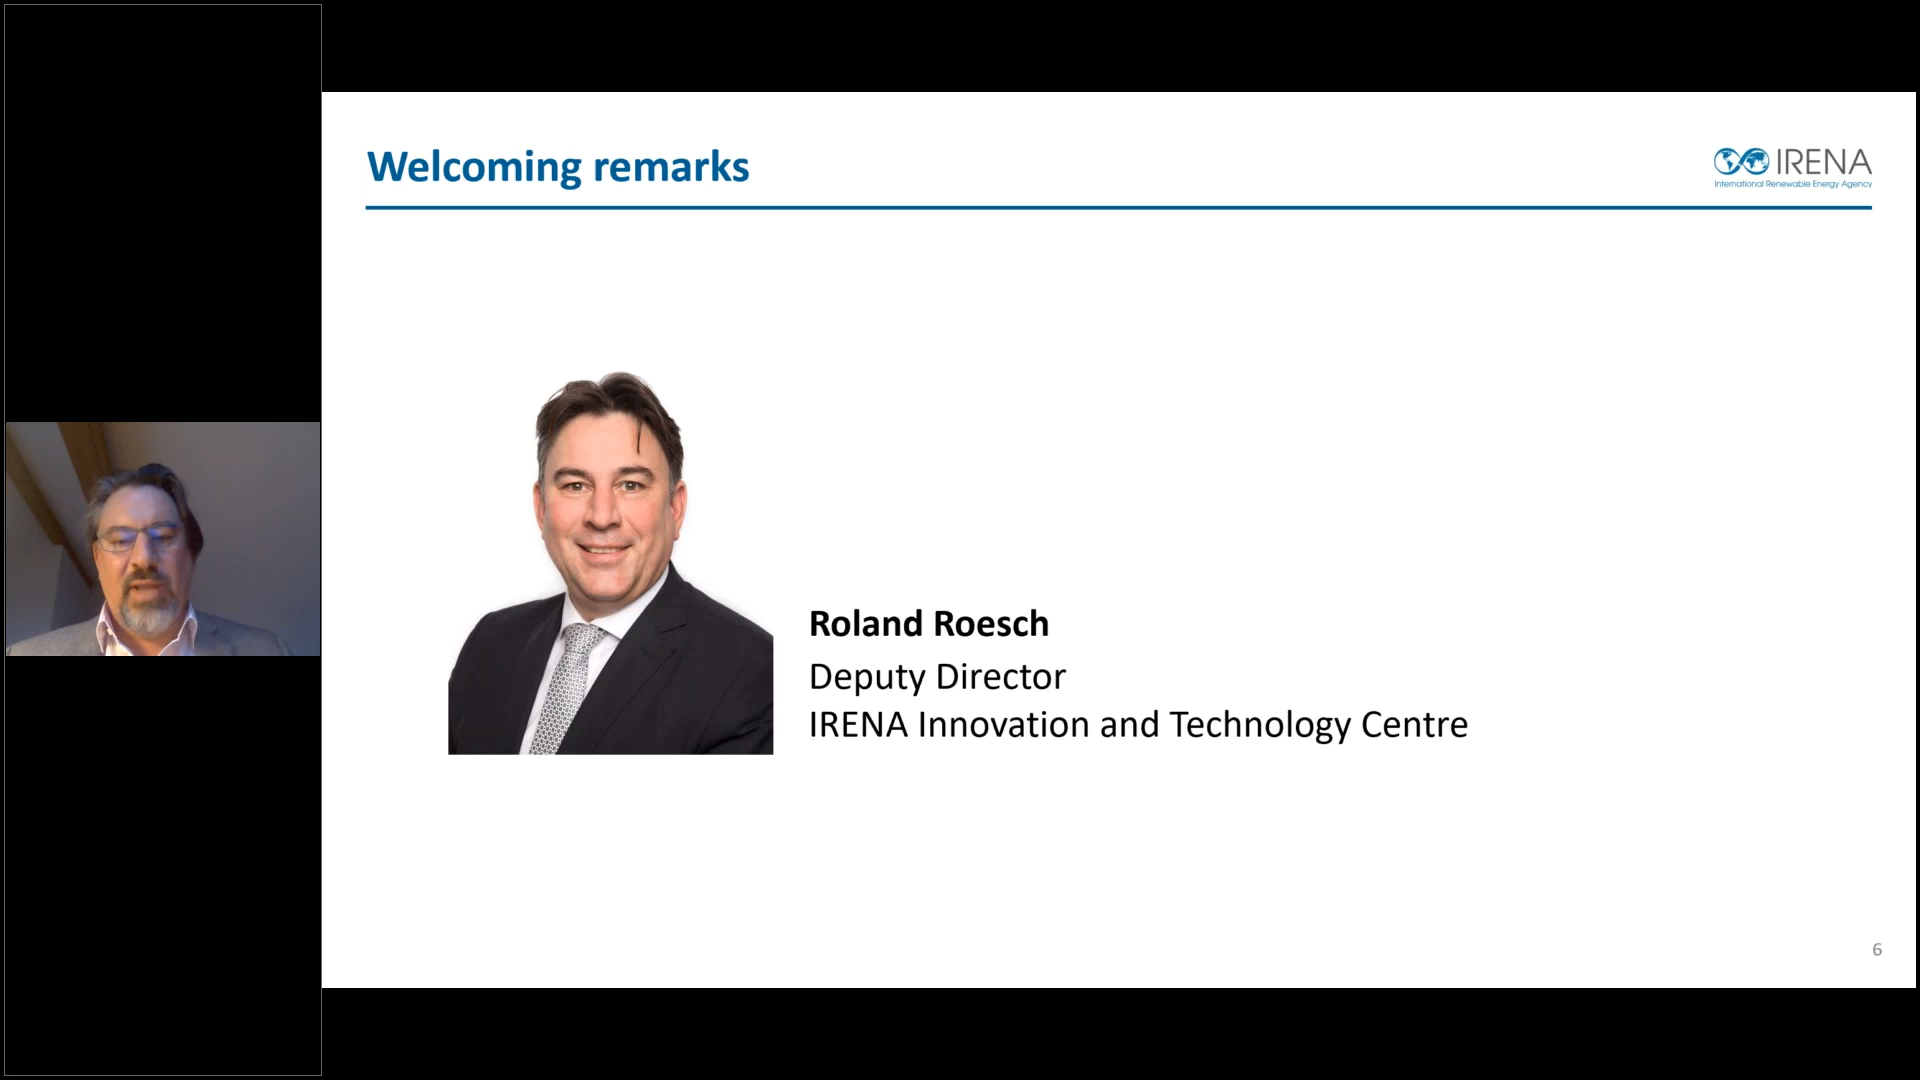 Welcoming remarks
IRENA
International Renewable Energy Agency
Roland Roesch
Deputy Director
IRENA Innovation and Technology Centre
6